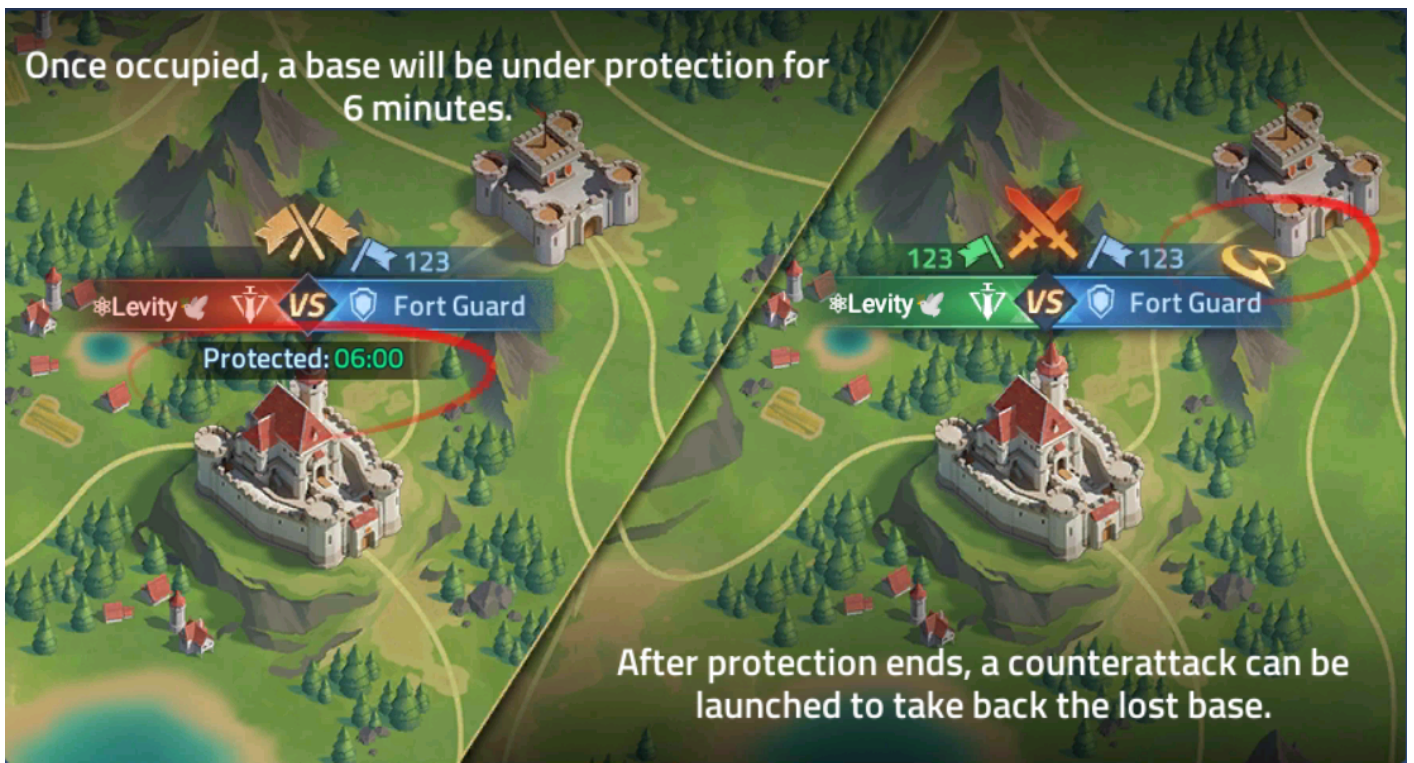 Once occupied, a base will be under protection for
6 minutes.
123
⚛Levity🕊 VS Fort Guard
Protected: 06:00
123 123
⚛Levity🕊 VS Fort Guard
After protection ends, a counterattack can be
launched to take back the lost base.